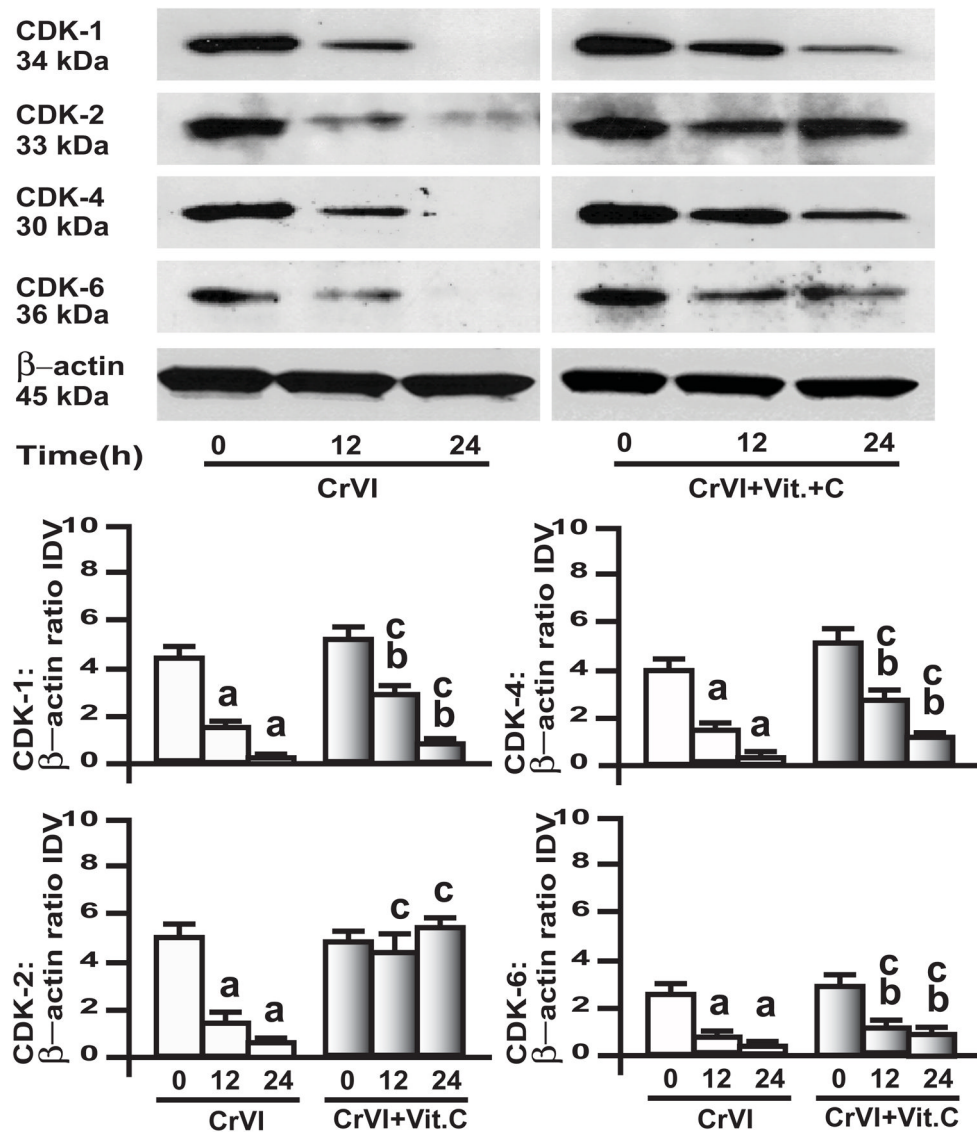 CDK-1
34 kDa
CDK-2
33 kDa
CDK-4
30 kDa
CDK-6
36 kDa
β–actin
45 kDa
Time(h)
0 12 24
CrVI
0 12 24
CrVI+Vit.+C
CDK-1:
β–actin ratio IDV
10
8
6
4
2
0
a
a
c
b
c
b
CDK-4:
β–actin ratio IDV
10
8
6
4
2
0
a
a
c
b
c
b
CDK-2:
β–actin ratio IDV
10
8
6
4
2
0
a
a
c
c
0 12 24 0 12 24
CrVI CrVI+Vit.C
CDK-6:
β–actin ratio IDV
10
8
6
4
2
0
a
a
c
b
c
b
0 12 24 0 12 24
CrVI CrVI+Vit.C